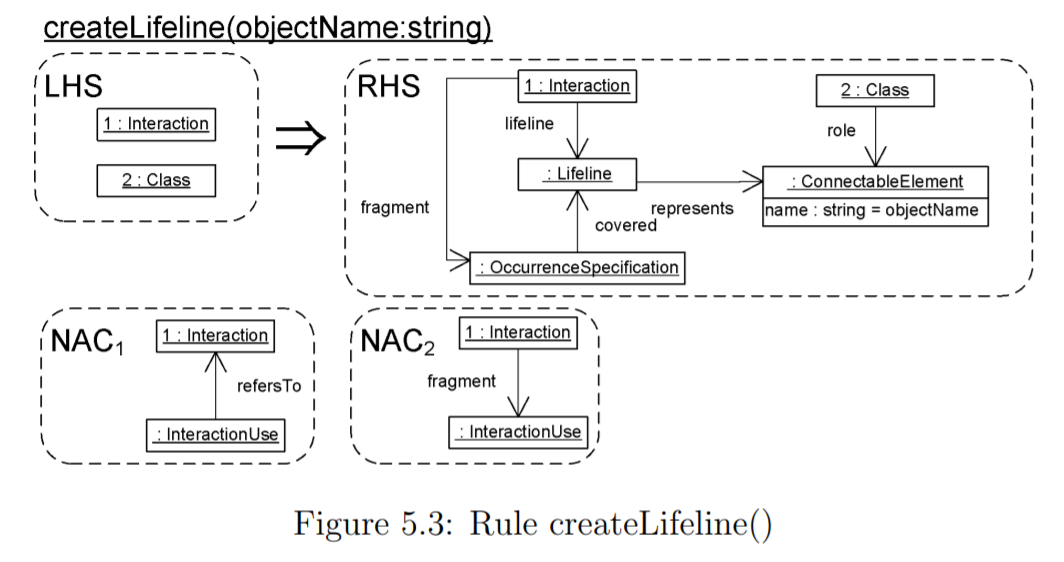 createLifeline(objectName:string)
LHS
1 : Interaction
2 : Class
RHS
1 : Interaction
2 : Class
lifeline
role
: Lifeline
: ConnectableElement
name : string = objectName
fragment
represents
covered
: OccurrenceSpecification
NAC1
1 : Interaction
refersTo
: InteractionUse
NAC2
1 : Interaction
fragment
: InteractionUse
Figure 5.3: Rule createLifeline()